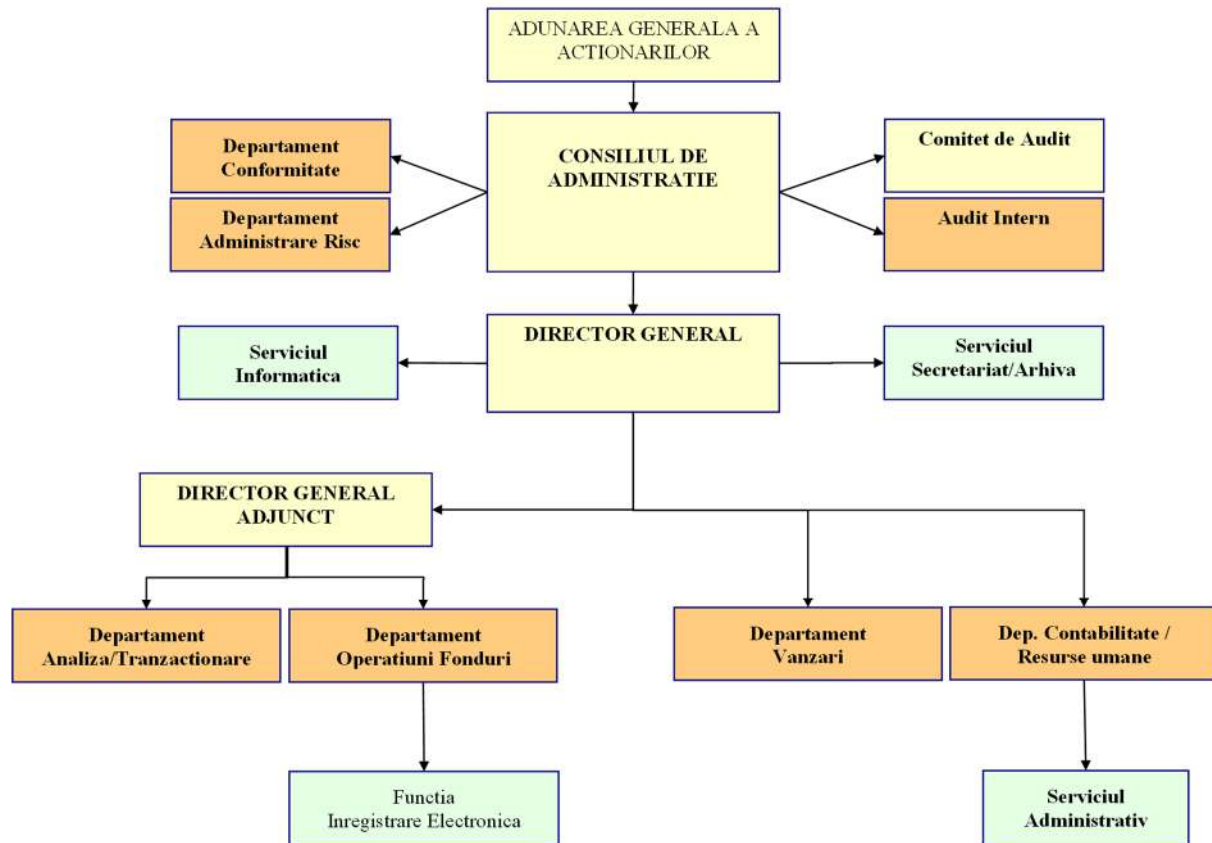 ADUNAREA GENERALA A
ACTIONARILOR
Departament
Conformitate
CONSILIUL DE
ADMINISTRATIE
Comitet de Audit
Departament
Administrare Risc
Audit Intern
Serviciul
Informatica
DIRECTOR GENERAL
Serviciul
Secretariat/Arhiva
DIRECTOR GENERAL
ADJUNCT
Departament
Analiza/Tranzactionare
Departament
Operatiuni Fonduri
Departament
Vanzari
Dep. Contabilitate /
Resurse umane
Functia
Inregistrare Electronica
Serviciul
Administrativ